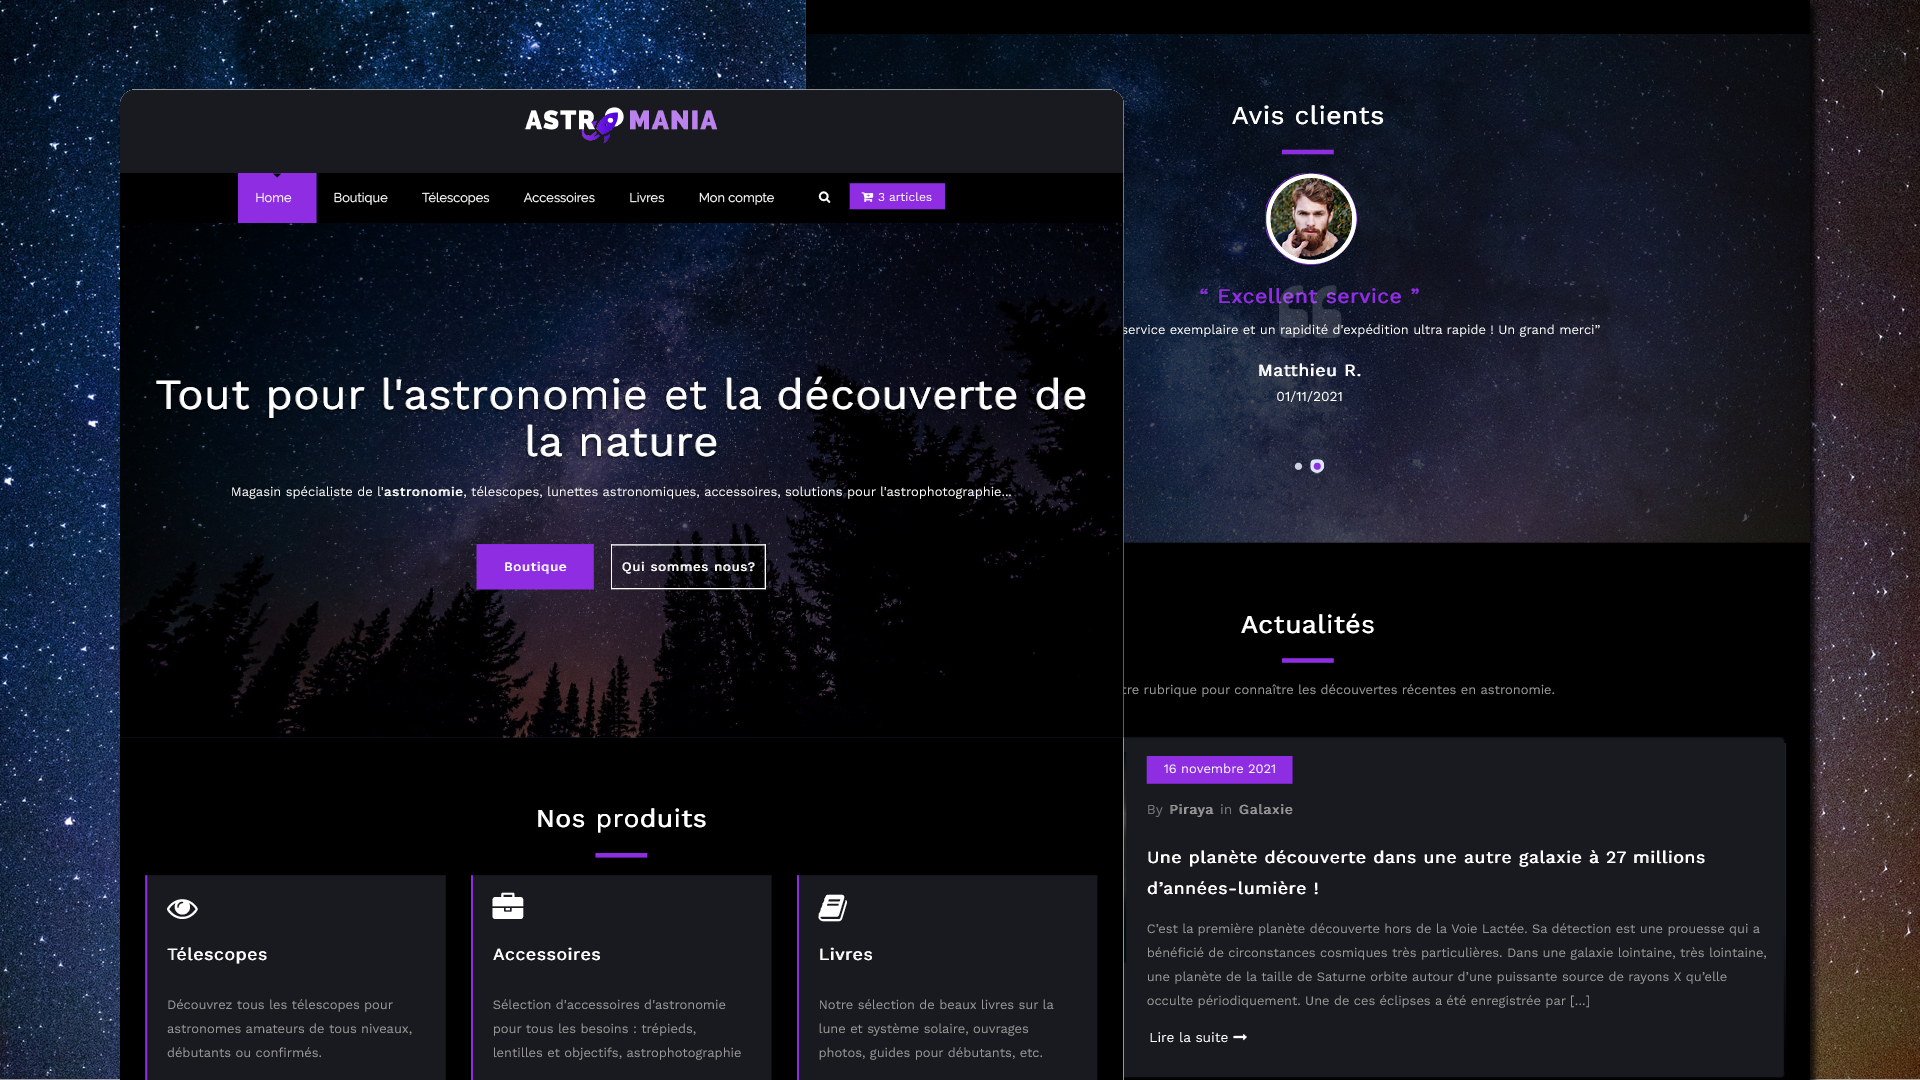 ASTROMANIA
Home
Boutique
Télescopes
Accessoires
Livres
Mon compte
3 articles
Tout pour l'astronomie et la découverte de
la nature
Magasin spécialiste de l'astronomie, télescopes, lunettes astronomiques, accessoires, solutions pour l'astrophotographie...
Boutique
Qui sommes nous?
Nos produits
Télescopes
Découvrez tous les télescopes pour
astronomes amateurs de tous niveaux,
débutants ou confirmés.
Accessoires
Sélection d'accessoires d'astronomie
pour tous les besoins : trépieds,
lentilles et objectifs, astrophotographie
Livres
Notre sélection de beaux livres sur la
lune et système solaire, ouvrages
photos, guides pour débutants, etc.
Avis clients
“ Excellent service ”
service exemplaire et un rapidité d'expédition ultra rapide ! Un grand merci”
Matthieu R.
01/11/2021
Actualités
tre rubrique pour connaître les découvertes récentes en astronomie.
16 novembre 2021
By Piraya in Galaxie
Une planète découverte dans une autre galaxie à 27 millions
d’années-lumière !
C’est la première planète découverte hors de la Voie Lactée. Sa détection est une prouesse qui a
bénéficié de circonstances cosmiques très particulières. Dans une galaxie lointaine, très lointaine,
une planète de la taille de Saturne orbite autour d’une puissante source de rayons X qu’elle
occulte périodiquement. Une de ces éclipses a été enregistrée par [...]
Lire la suite